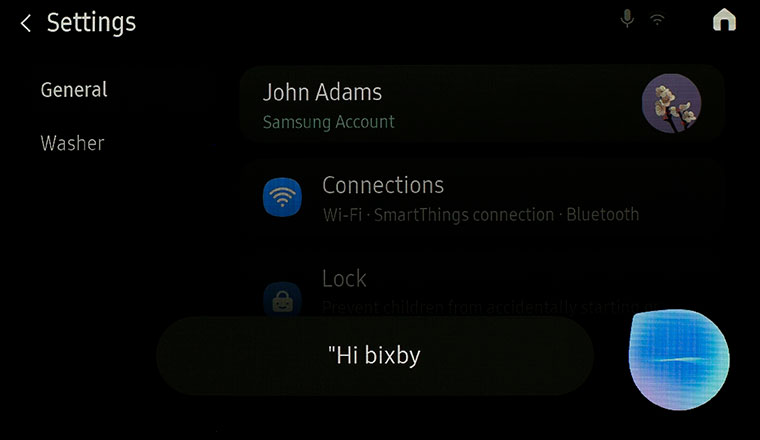 Settings
General
Washer
John Adams
Samsung Account
Connections
Wi-Fi · SmartThings connection · Bluetooth
Lock
Prevent children from accidentally starting
"Hi bixby